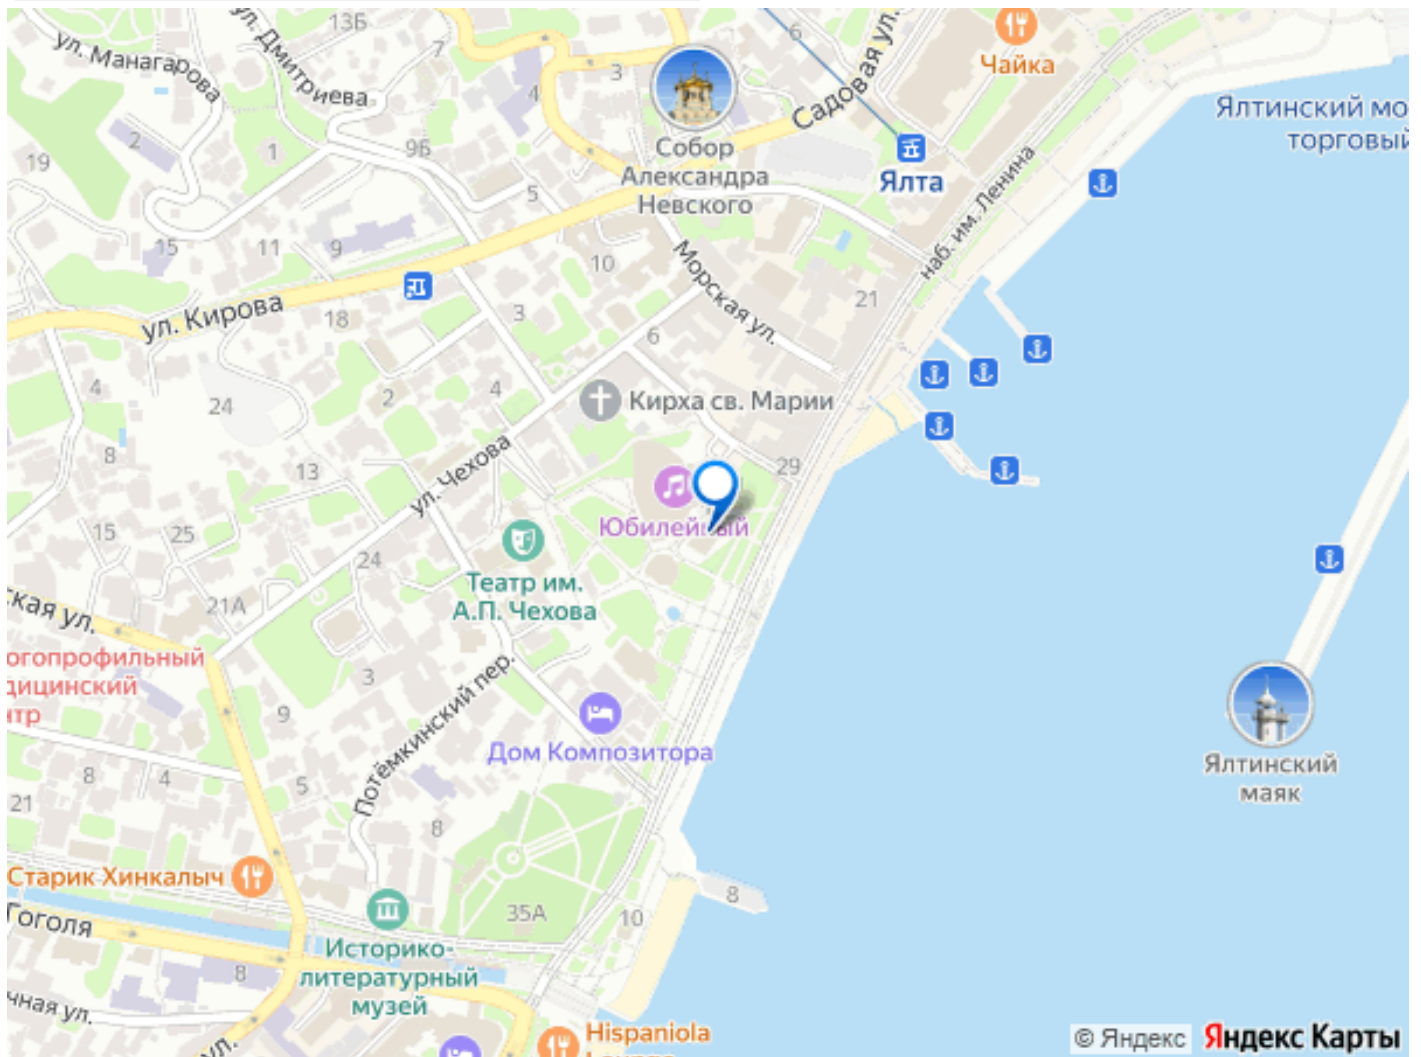 13Б
6
ул. Дмитриева
7
Садовая ул.
Чайка
ул. Манагарова
3
4
Ялтинский мо
торговый
2
19
1
9Б
Собор
Александра
Невского
Ялта
5
наб. им. Ленина
15
11
9
10
Морская ул.
21
ул. Кирова
18
3
6
4
2
4
24
Кирха св. Марии
8
13
ул. Чехова
29
Юбилейный
15
25
24
Театр им.
А.П. Чехова
21А
ская ул.
огопрофильный
дицинский
нтр
3
9
Потёмкинский пер.
Дом Композитора
Ялтинский
маяк
8
4
5
21
8
Старик Хинкалыч
8
35А
10
Гоголя
Историко-
литературный
музей
8
чная ул.
ул.
Hispaniola
© Яндекс Яндекс Карты